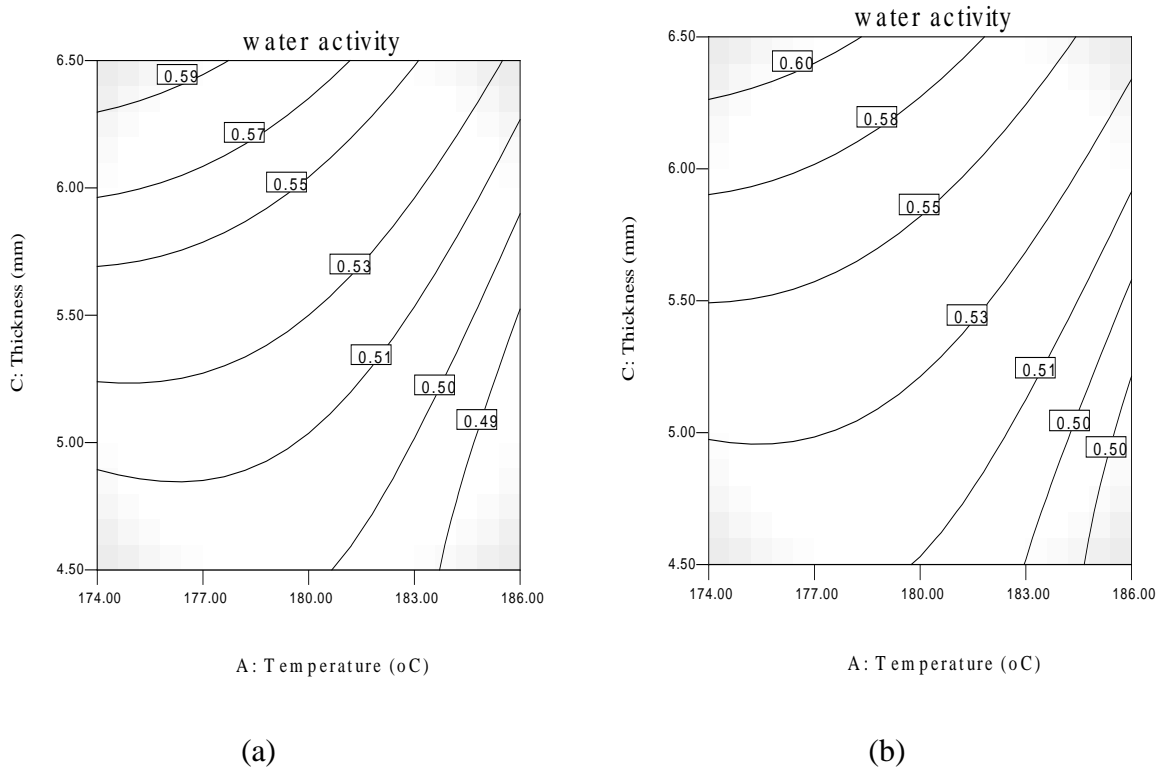 water activity
6.50
6.00
5.50
5.00
4.50
C: Thickness (mm)
0.59
0.57
0.55
0.53
0.51
0.50
0.49
174.00 177.00 180.00 183.00 186.00
A: Temperature (oC)
(a)
water activity
6.50
6.00
5.50
5.00
4.50
C: Thickness (mm)
0.60
0.58
0.55
0.53
0.51
0.50
0.50
174.00 177.00 180.00 183.00 186.00
A: Temperature (oC)
(b)